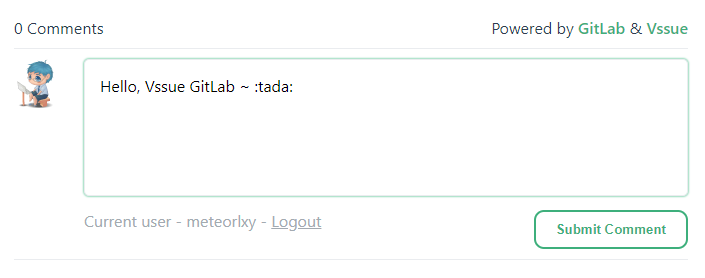 0 Comments Powered by GitLab & Vssue
Hello, Vssue GitLab ~ :tada:
Current user - meteorlxy - Logout
Submit Comment